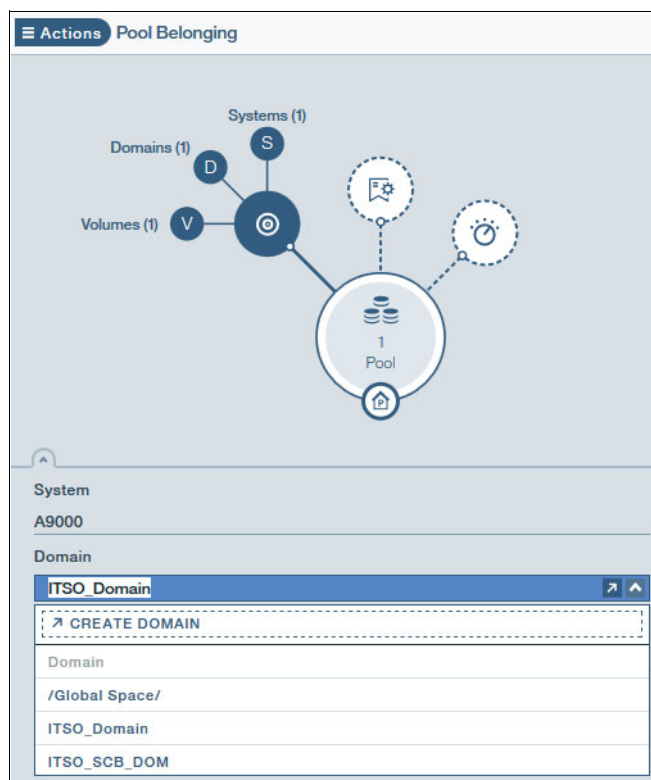 Actions Pool Belonging
Systems (1)
S
Domains (1)
D
Volumes (1)
V
1
Pool
P
System
A9000
Domain
ITSO_Domain
CREATE DOMAIN
Domain
/Global Space/
ITSO_Domain
ITSO_SCB_DOM